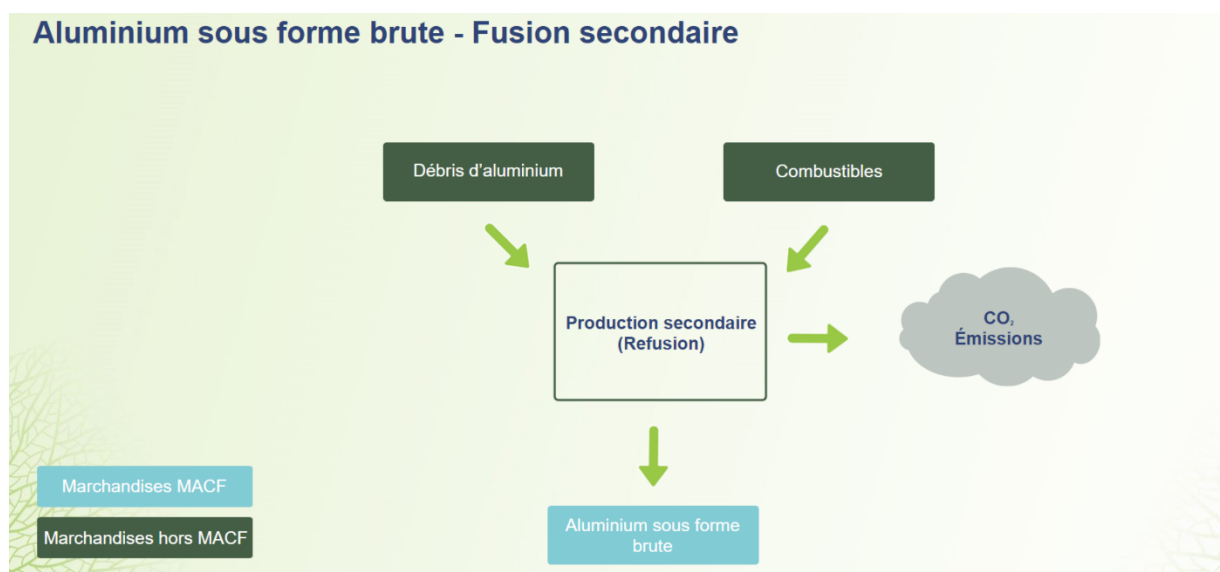 Aluminium sous forme brute - Fusion secondaire
Débris d'aluminium
Combustibles
Production secondaire
(Refusion)
CO₂
Émissions
Marchandises MACF
Marchandises hors MACF
Aluminium sous forme
brute